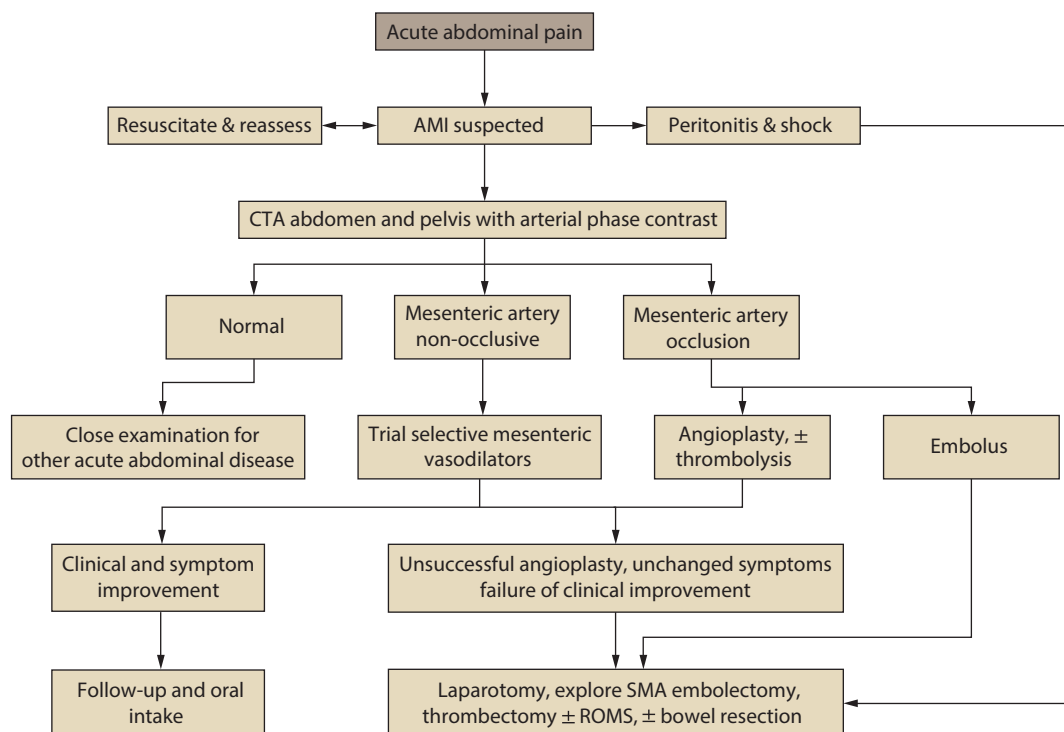 Acute abdominal pain
Resuscitate & reassess
AMI suspected
Peritonitis & shock
CTA abdomen and pelvis with arterial phase contrast
Normal
Mesenteric artery
non-occlusive
Mesenteric artery
occlusion
Close examination for
other acute abdominal disease
Trial selective mesenteric
vasodilators
Angioplasty, ±
thrombolysis
Embolus
Clinical and symptom
improvement
Unsuccessful angioplasty, unchanged symptoms
failure of clinical improvement
Follow-up and oral
intake
Laparotomy, explore SMA embolectomy,
thrombectomy ± ROMS, ± bowel resection